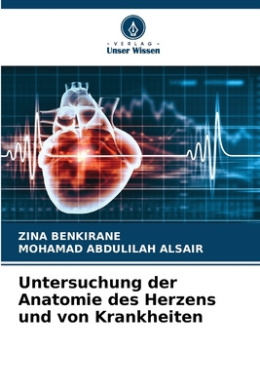 • VERLAG •
Unser Wissen
ZINA BENKIRANE
MOHAMAD ABDULILAH ALSAIR
Untersuchung der
Anatomie des Herzens
und von Krankheiten